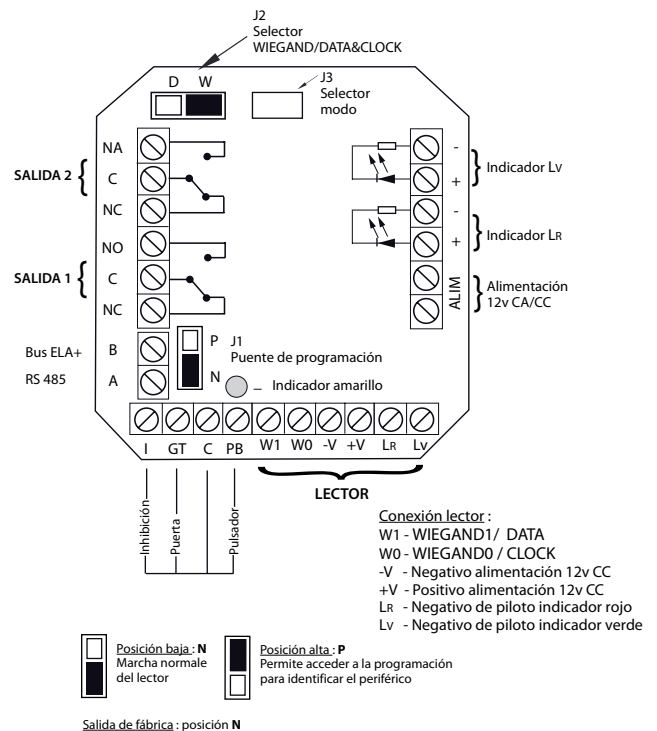 J2
Selector
WIEGAND/DATA&CLOCK
D W
J3
Selector
modo
NA
SALIDA 2
C
NC
NO
SALIDA 1
C
NC
-
+
Indicador Lv
-
+
Indicador LR
ALIM
Alimentación
12v CA/CC
Bus ELA+
RS 485
B
A
P
N
J1
Puente de programación
– Indicador amarillo
I GT C PB W1 W0 -V +V LR Lv
LECTOR
Inhibición
Puerta
Pulsador
Conexión lector :
W1 - WIEGAND1/ DATA
W0 - WIEGAND0 / CLOCK
-V - Negativo alimentación 12v CC
+V - Positivo alimentación 12v CC
LR - Negativo de piloto indicador rojo
Lv - Negativo de piloto indicador verde
Posición baja : N
Marcha normale
del lector
Posición alta : P
Permite acceder a la programación
para identificar el periférico
Salida de fábrica : posición N